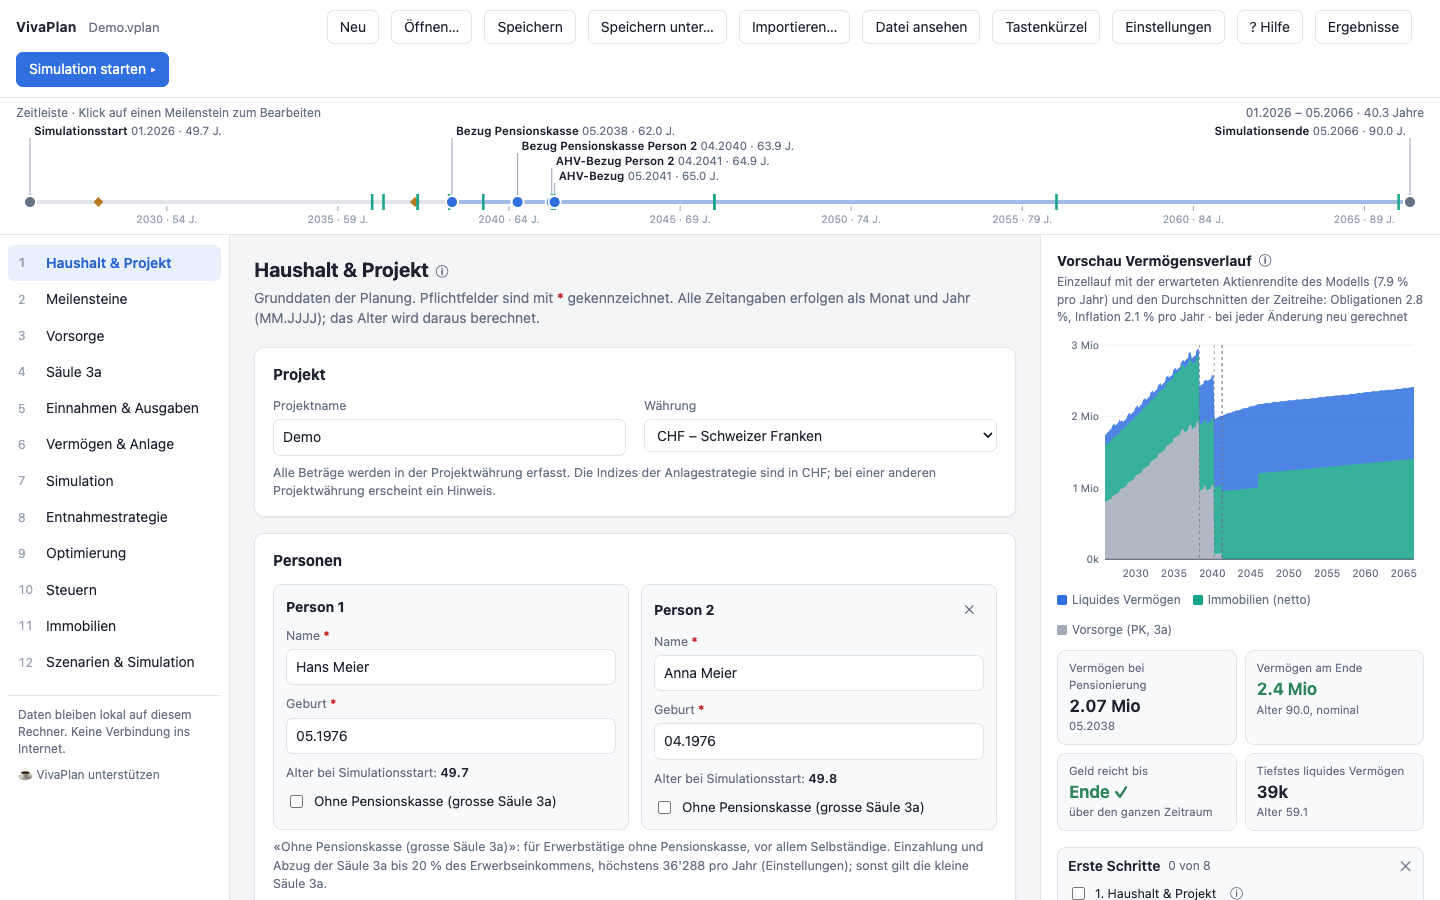 VivaPlan Demo.vplan
Neu Öffnen... Speichern Speichern unter... Importieren... Datei ansehen Tastenkürzel Einstellungen ? Hilfe Ergebnisse
Simulation starten ▸
Zeitleiste · Klick auf einen Meilenstein zum Bearbeiten
01.2026 – 05.2066 · 40.3 Jahre
Simulationsstart 01.2026 · 49.7 J.
Bezug Pensionskasse 05.2038 · 62.0 J.
Simulationsende 05.2066 · 90.0 J.
Bezug Pensionskasse Person 2 04.2040 · 63.9 J.
AHV-Bezug Person 2 04.2041 · 64.9 J.
AHV-Bezug 05.2041 · 65.0 J.
2030 · 54 J. 2035 · 59 J. 2040 · 64 J. 2045 · 69 J. 2050 · 74 J. 2055 · 79 J. 2060 · 84 J. 2065 · 89 J.
1 Haushalt & Projekt
2 Meilensteine
3 Vorsorge
4 Säule 3a
5 Einnahmen & Ausgaben
6 Vermögen & Anlage
7 Simulation
8 Entnahmestrategie
9 Optimierung
10 Steuern
11 Immobilien
12 Szenarien & Simulation
Daten bleiben lokal auf diesem
Rechner. Keine Verbindung ins
Internet.
☕ VivaPlan unterstützen
Haushalt & Projekt ⓘ
Grunddaten der Planung. Pflichtfelder sind mit * gekennzeichnet. Alle Zeitangaben erfolgen als Monat und Jahr
(MM.JJJJ); das Alter wird daraus berechnet.
Projekt
Projektname
Demo
Währung
CHF – Schweizer Franken
Alle Beträge werden in der Projektwährung erfasst. Die Indizes der Anlagestrategie sind in CHF; bei einer anderen
Projektwährung erscheint ein Hinweis.
Personen
Person 1
Name *
Hans Meier
Geburt *
05.1976
Alter bei Simulationsstart: 49.7
Ohne Pensionskasse (grosse Säule 3a)
Person 2 ×
Name *
Anna Meier
Geburt *
04.1976
Alter bei Simulationsstart: 49.8
Ohne Pensionskasse (grosse Säule 3a)
«Ohne Pensionskasse (grosse Säule 3a)»: für Erwerbstätige ohne Pensionskasse, vor allem Selbständige. Einzahlung und
Abzug der Säule 3a bis 20 % des Erwerbseinkommens, höchstens 36'288 pro Jahr (Einstellungen); sonst gilt die kleine
Säule 3a.
Vorschau Vermögensverlauf ⓘ
Einzellauf mit der erwarteten Aktienrendite des Modells (7.9 %
pro Jahr) und den Durchschnitten der Zeitreihe: Obligationen 2.8
%, Inflation 2.1 % pro Jahr · bei jeder Änderung neu gerechnet
3 Mio
2 Mio
1 Mio
0k
2030 2035 2040 2045 2050 2055 2060 2065
Liquides Vermögen Immobilien (netto)
Vorsorge (PK, 3a)
Vermögen bei
Pensionierung
2.07 Mio
05.2038
Vermögen am Ende
2.4 Mio
Alter 90.0, nominal
Geld reicht bis
Ende ✓
über den ganzen Zeitraum
Tiefstes liquides Vermögen
39k
Alter 59.1
Erste Schritte 0 von 8 ×
1. Haushalt & Projekt ⓘ